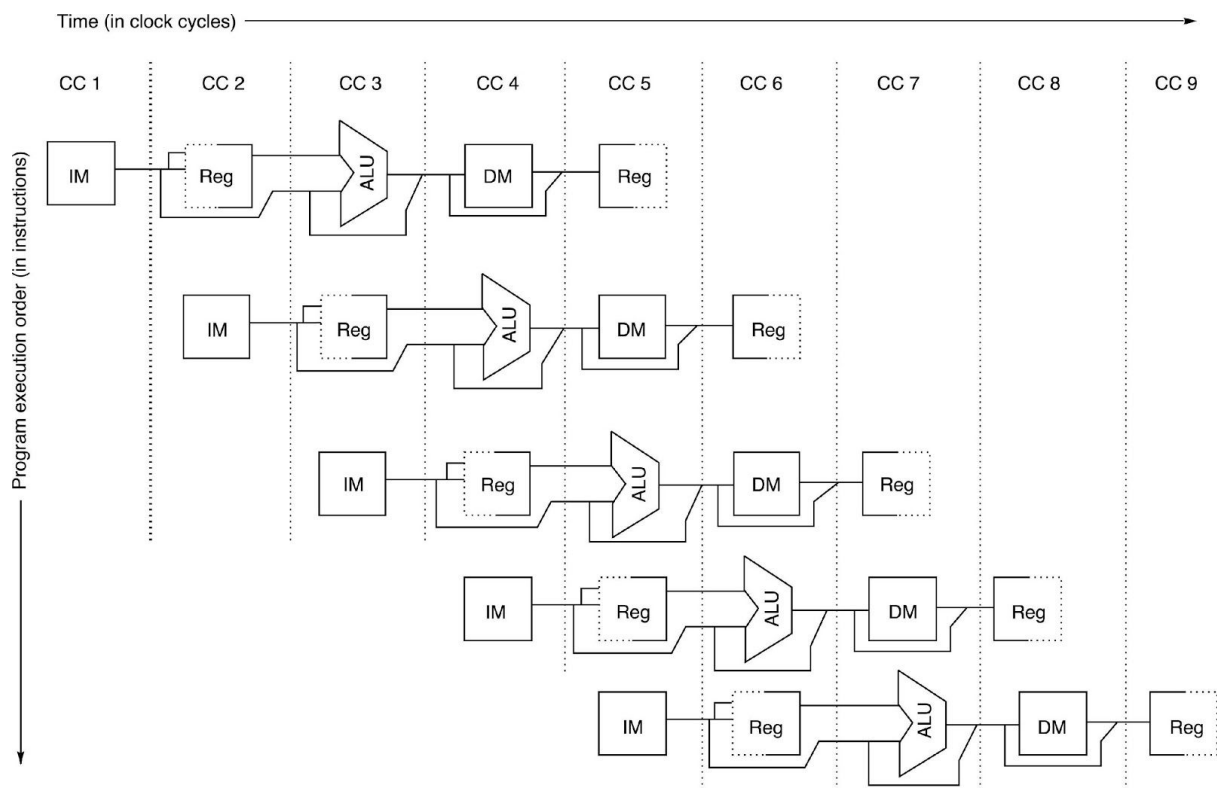 Time (in clock cycles)
CC 1 CC 2 CC 3 CC 4 CC 5 CC 6 CC 7 CC 8 CC 9
Program execution order (in instructions)
IM Reg ALU DM Reg
IM Reg ALU DM Reg
IM Reg ALU DM Reg
IM Reg ALU DM Reg
IM Reg ALU DM Reg